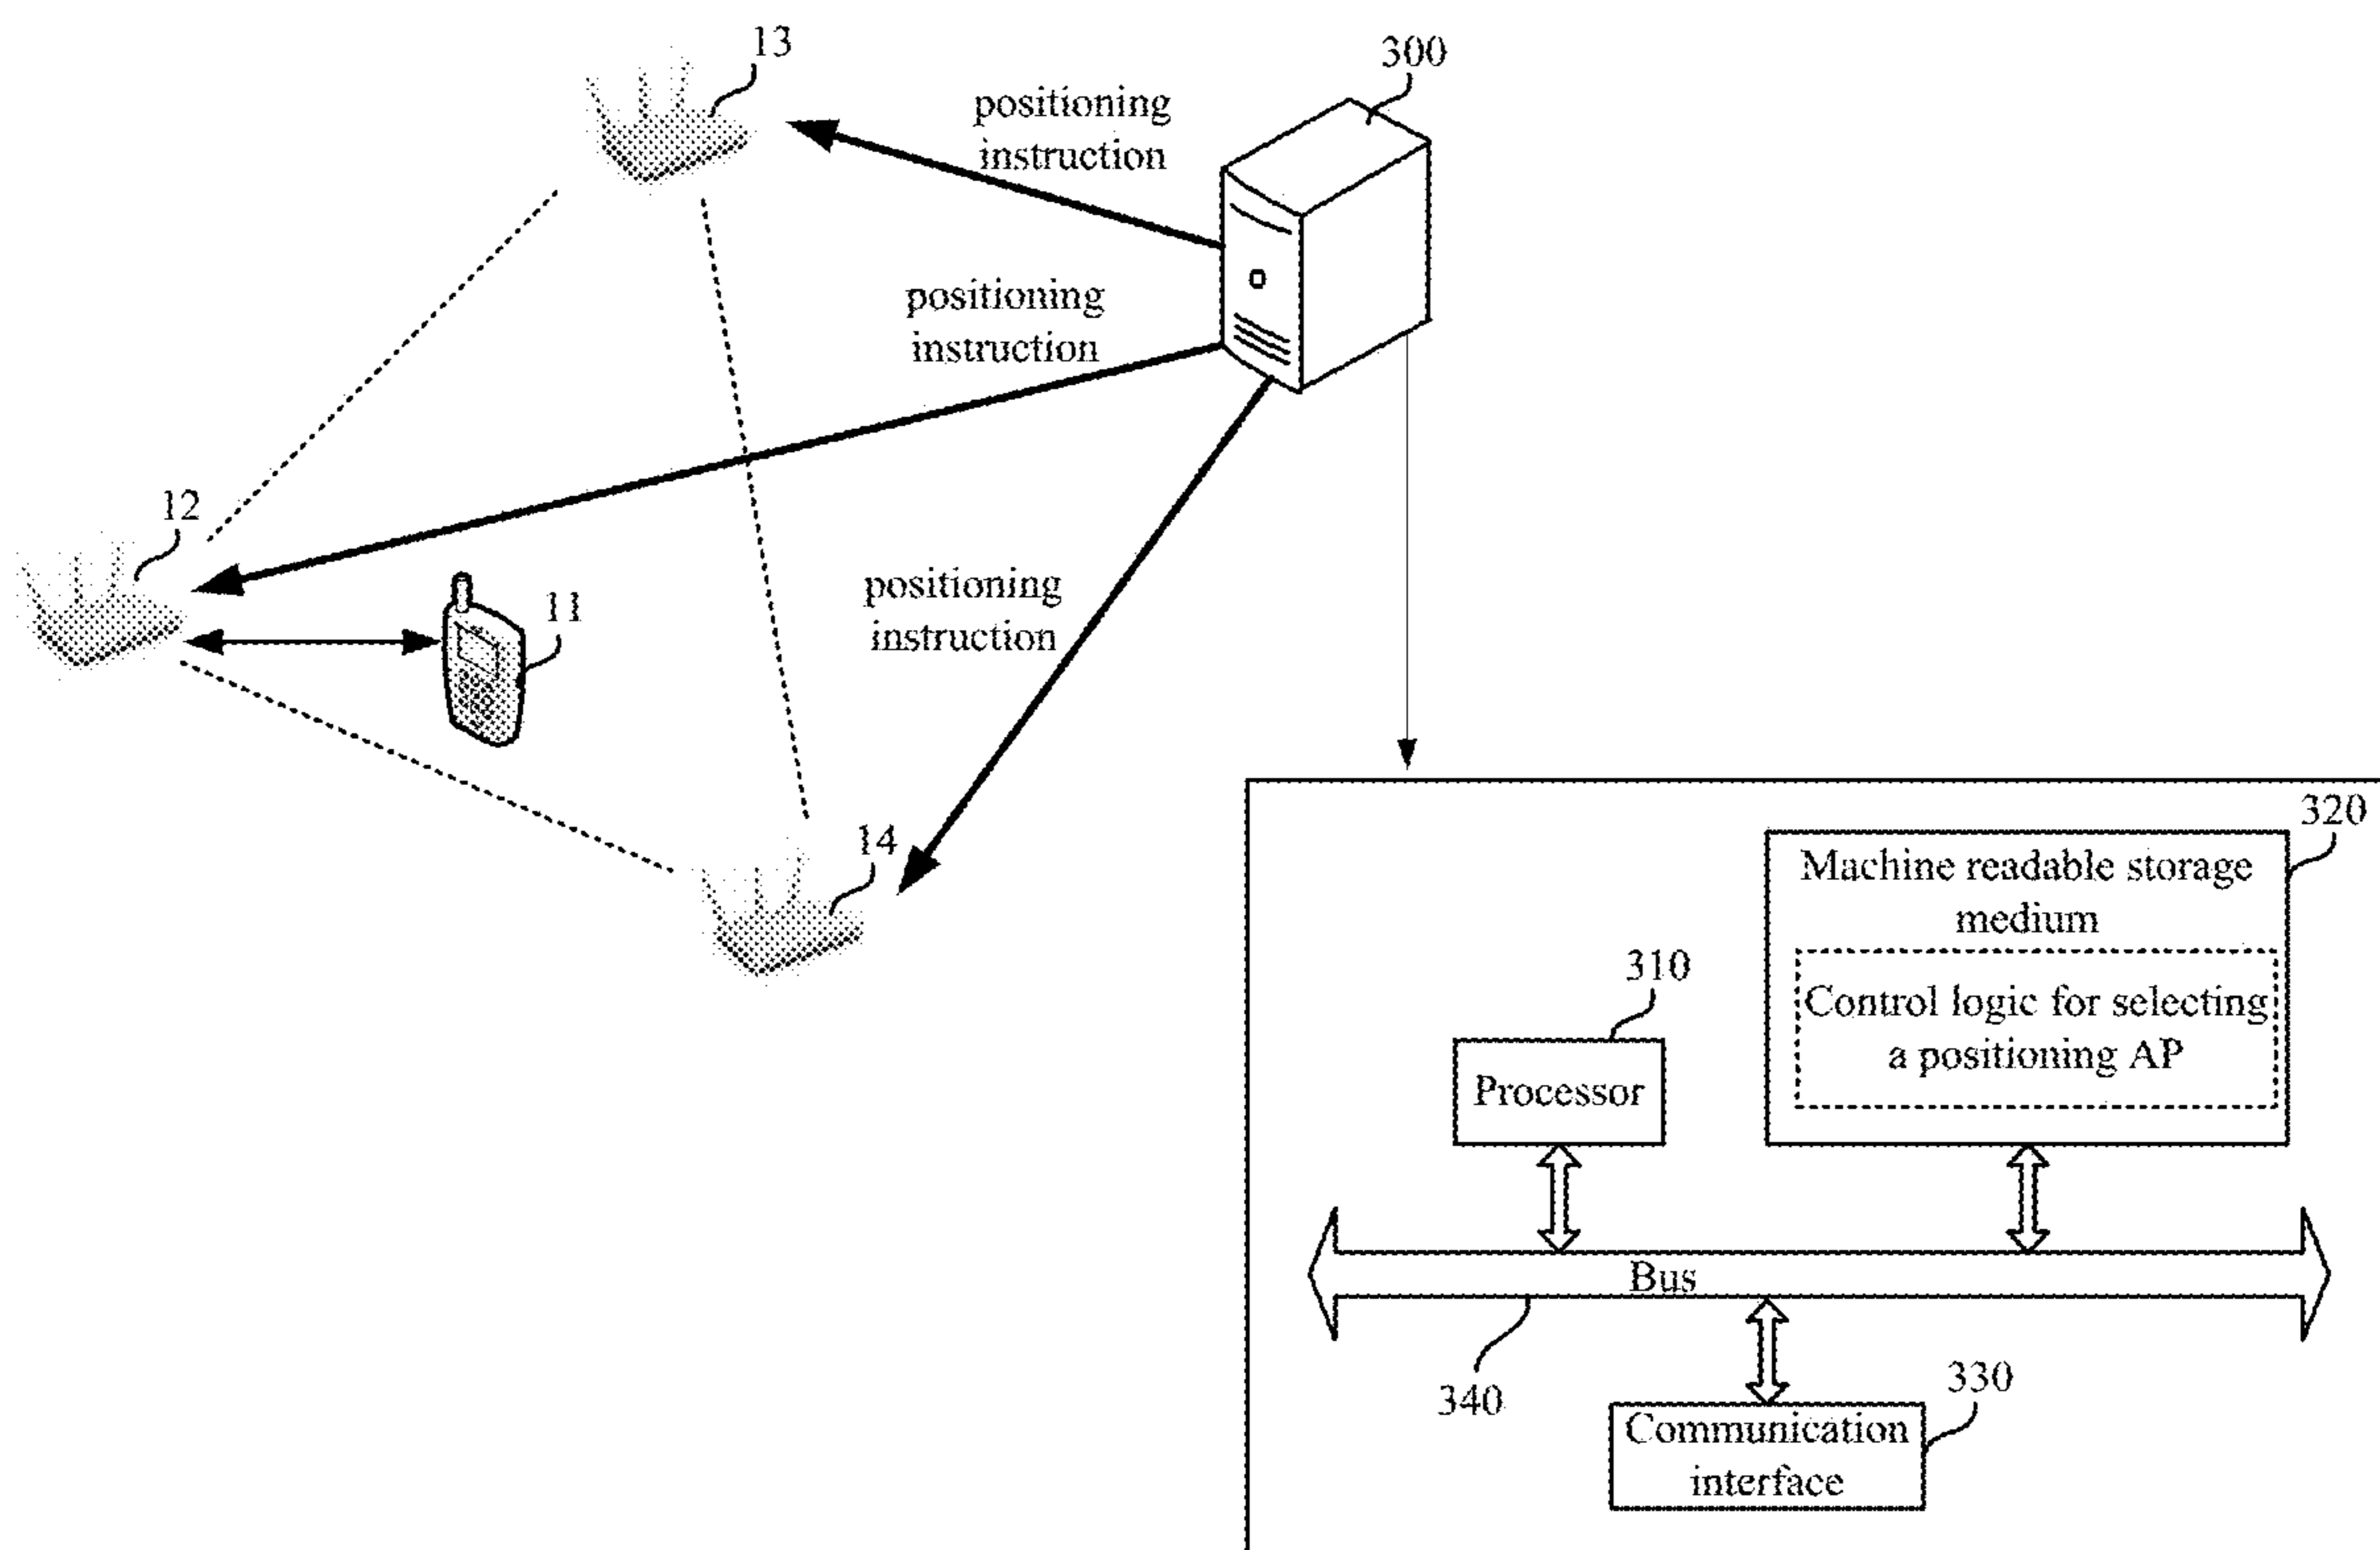 13
300
positioning
instruction
positioning
instruction
12
11
positioning
instruction
14
320
Machine readable storage
medium
310
Control logic for selecting
a positioning AP
Processor
Bus
340
330
Communication
interface